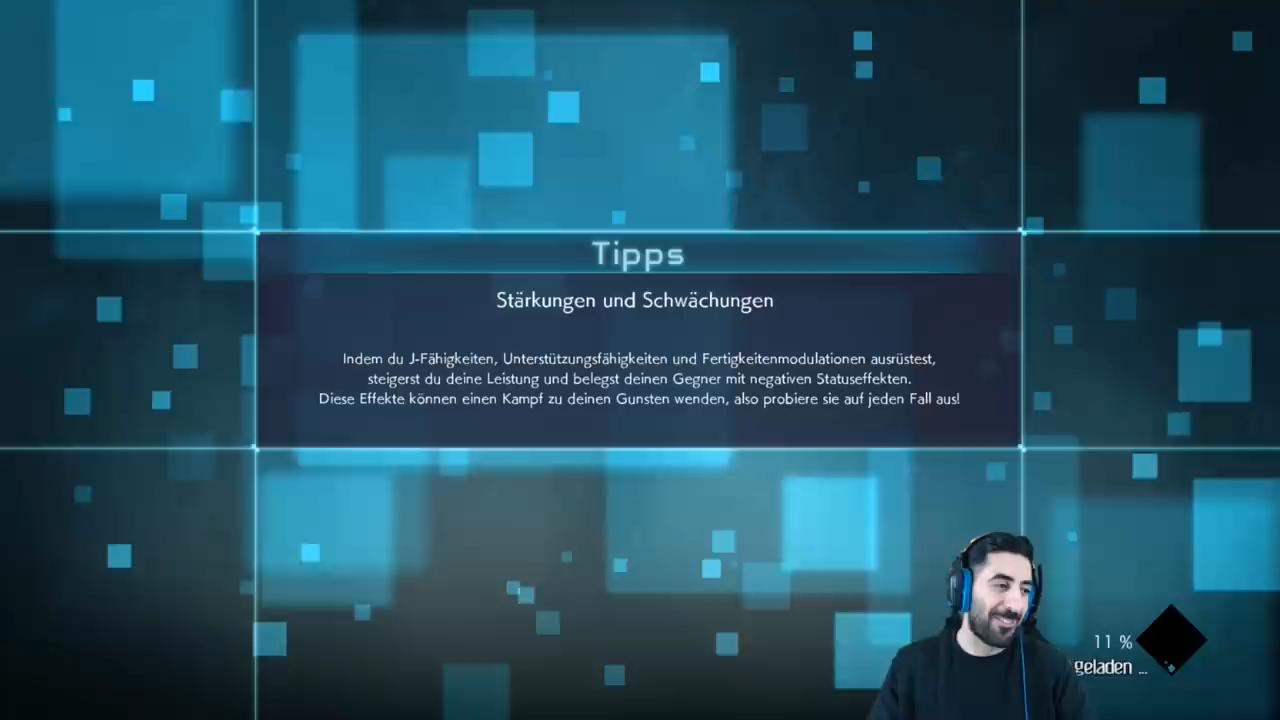 Tipps
Stärkungen und Schwächungen
Indem du J-Fähigkeiten, Unterstützungsfähigkeiten und Fertigkeitenmodulationen ausrüstest,
steigerst du deine Leistung und belegst deinen Gegner mit negativen Statuseffekten.
Diese Effekte können einen Kampf zu deinen Gunsten wenden, also probiere sie auf jeden Fall aus!
11 %
geladen ...